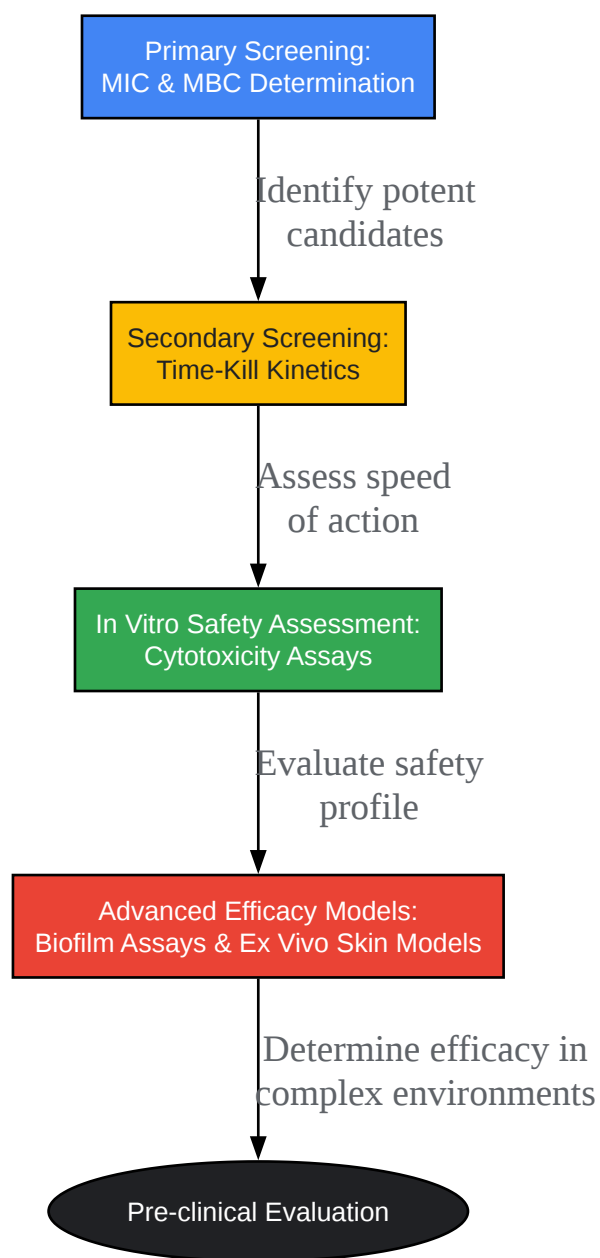 Primary Screening:
MIC & MBC Determination
Identify potent
candidates
Secondary Screening:
Time-Kill Kinetics
Assess speed
of action
In Vitro Safety Assessment:
Cytotoxicity Assays
Evaluate safety
profile
Advanced Efficacy Models:
Biofilm Assays & Ex Vivo Skin Models
Determine efficacy in
complex environments
Pre-clinical Evaluation